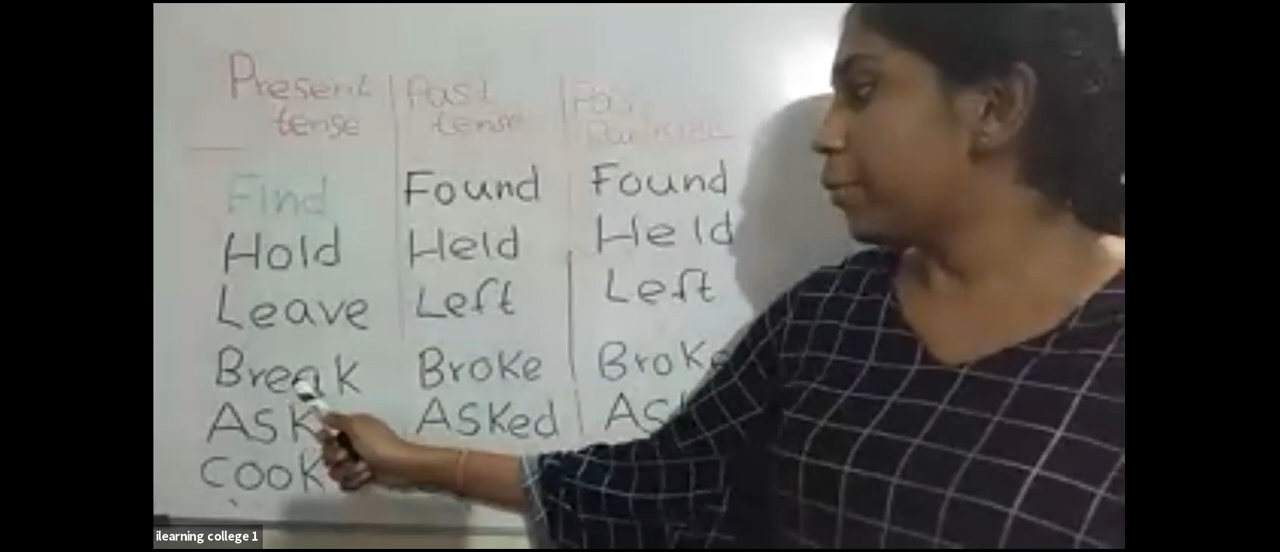 Present Past Past
tense tense
Find Found Found
Hold Held Held
Leave Left Left
Break Broke
Ask Asked
Cook
ilearning college 1